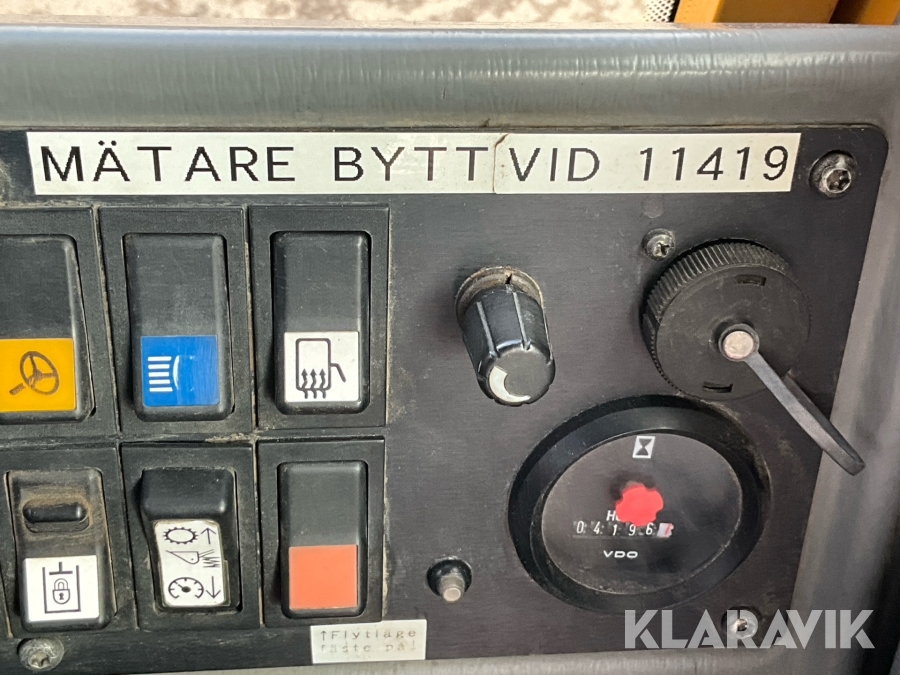 MÄTARE BYTT VID 11419
04196
VDO
↑Flytläge
KLARAVIK